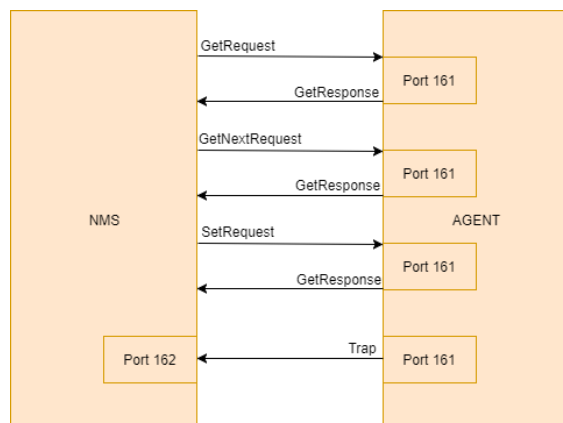 GetRequest
Port 161
GetResponse
GetNextRequest
Port 161
GetResponse
NMS
AGENT
SetRequest
Port 161
GetResponse
Trap
Port 162
Port 161